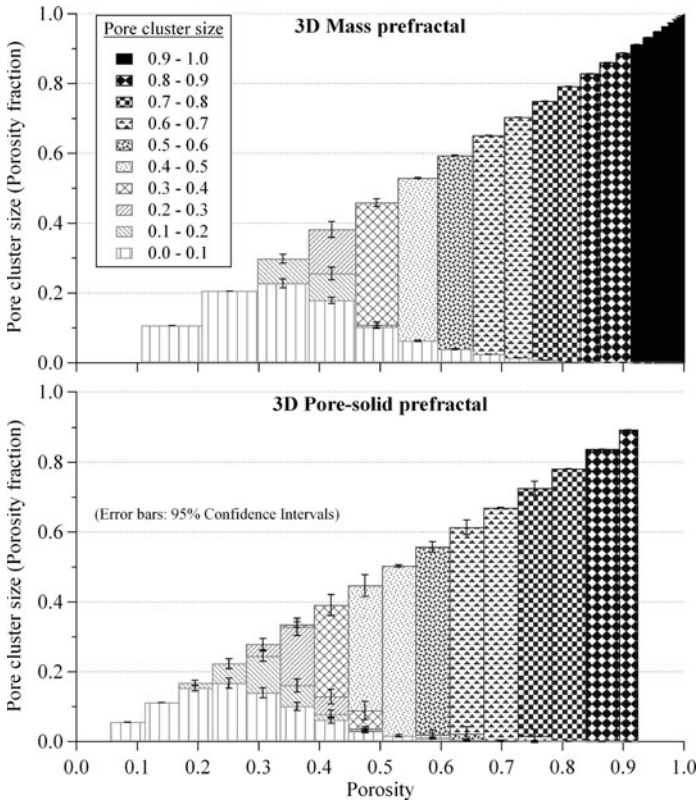 3D Mass prefractal
Pore cluster size
0.9 - 1.0
0.8 - 0.9
0.7 - 0.8
0.6 - 0.7
0.5 - 0.6
0.4 - 0.5
0.3 - 0.4
0.2 - 0.3
0.1 - 0.2
0.0 - 0.1
Pore cluster size (Porosity fraction)
1.0
0.8
0.6
0.4
0.2
0.0
3D Pore-solid prefractal
(Error bars: 95% Confidence Intervals)
Pore cluster size (Porosity fraction)
1.0
0.8
0.6
0.4
0.2
0.0
0.0 0.1 0.2 0.3 0.4 0.5 0.6 0.7 0.8 0.9 1.0
Porosity